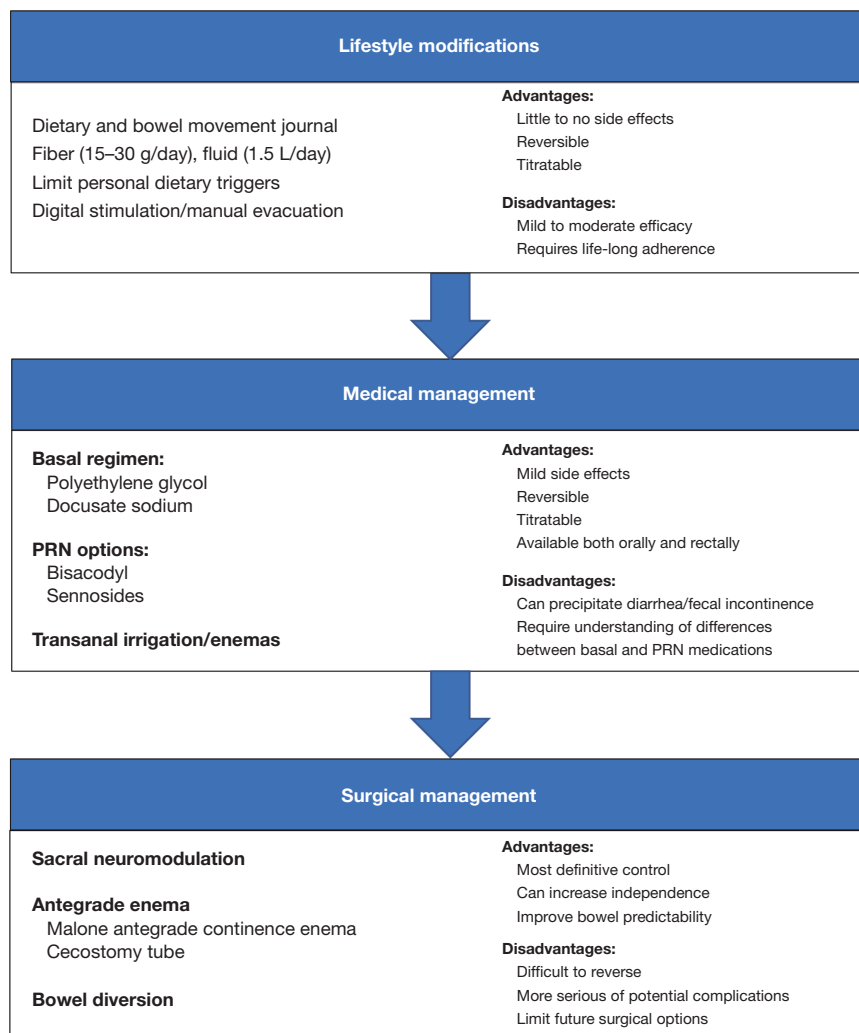 Lifestyle modifications
Dietary and bowel movement journal
Fiber (15–30 g/day), fluid (1.5 L/day)
Limit personal dietary triggers
Digital stimulation/manual evacuation
Advantages:
Little to no side effects
Reversible
Titratable
Disadvantages:
Mild to moderate efficacy
Requires life-long adherence
Medical management
Basal regimen:
Polyethylene glycol
Docusate sodium
PRN options:
Bisacodyl
Sennosides
Transanal irrigation/enemas
Advantages:
Mild side effects
Reversible
Titratable
Available both orally and rectally
Disadvantages:
Can precipitate diarrhea/fecal incontinence
Require understanding of differences
between basal and PRN medications
Surgical management
Sacral neuromodulation
Antegrade enema
Malone antegrade continence enema
Cecostomy tube
Bowel diversion
Advantages:
Most definitive control
Can increase independence
Improve bowel predictability
Disadvantages:
Difficult to reverse
More serious of potential complications
Limit future surgical options